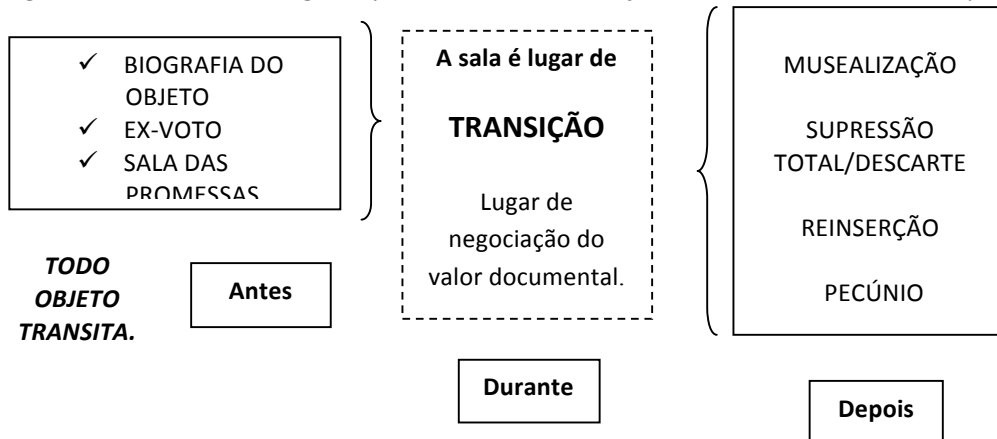 BIOGRAFIA DO
OBJETO
EX-VOTO
SALA DAS
PROMESSAS
TODO
OBJETO
TRANSITA.
Antes
A sala é lugar de
TRANSIÇÃO
Lugar de
negociação do
valor documental.
Durante
MUSEALIZAÇÃO
SUPRESSÃO
TOTAL/DESCARTE
REINSERÇÃO
PECÚNIO
Depois